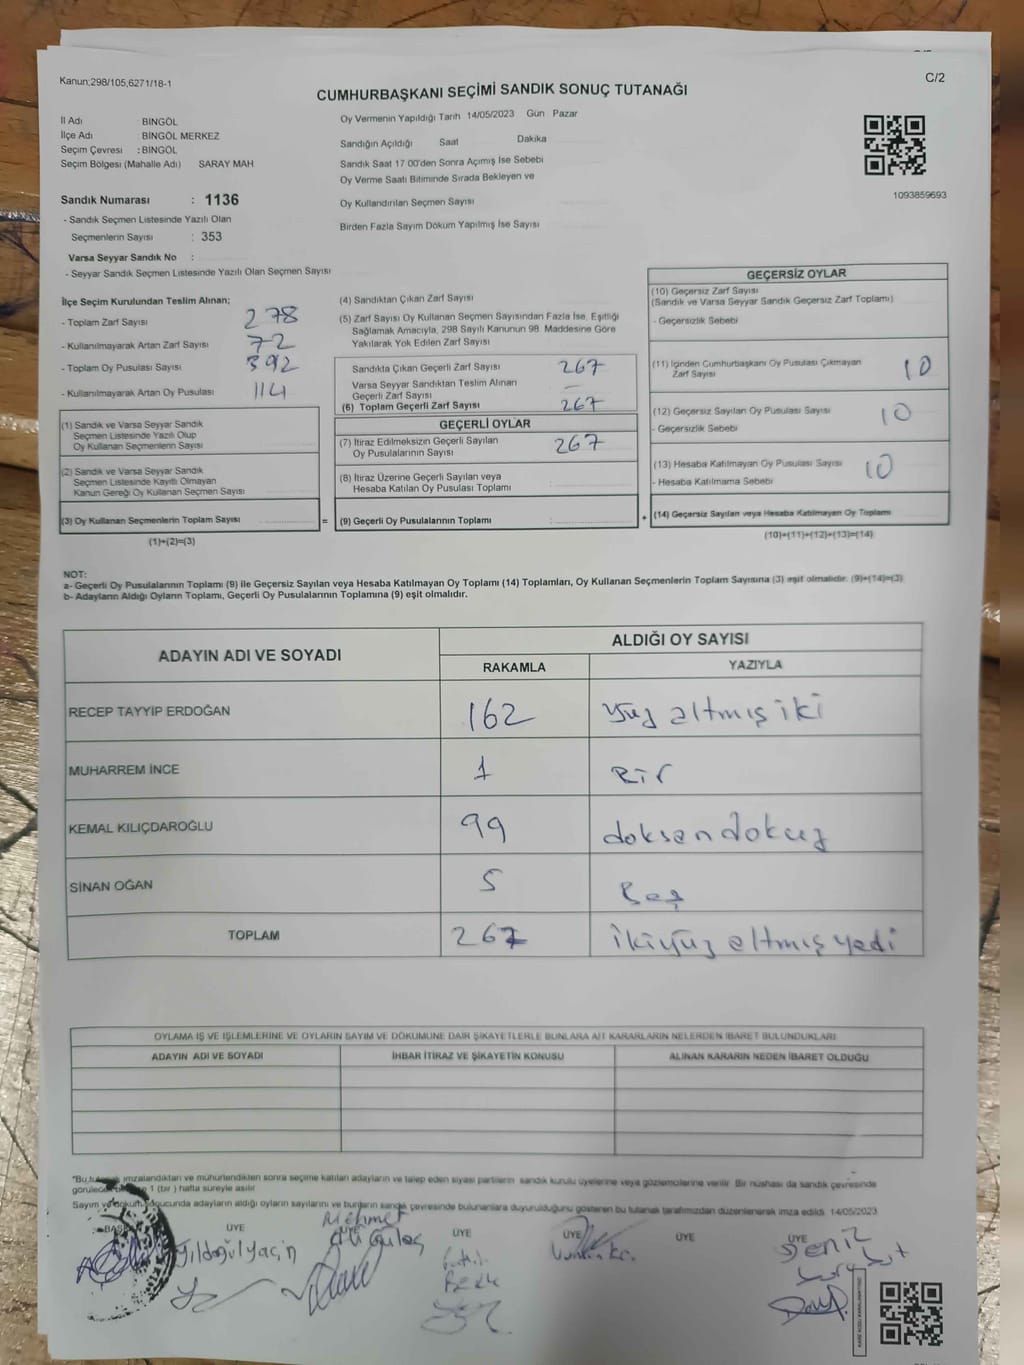 Kanun;298/105,6271/18-1
C/2
CUMHURBAŞKANI SEÇİMİ SANDIK SONUÇ TUTANAĞI
İl Adı : BİNGÖL
İlçe Adı : BİNGÖL MERKEZ
Seçim Çevresi : BİNGÖL
Seçim Bölgesi (Mahalle Adı) SARAY MAH
Sandık Numarası : 1136
- Sandık Seçmen Listesinde Yazılı Olan
Seçmenlerin Sayısı : 353
Varsa Seyyar Sandık No :
- Seyyar Sandık Seçmen Listesinde Yazılı Olan Seçmen Sayısı
Oy Vermenin Yapıldığı Tarih 14/05/2023 Gün Pazar
Sandığın Açıldığı Saat Dakika
Sandık Saat 17 00'den Sonra Açımış İse Sebebi
Oy Verme Saati Bitiminde Sırada Bekleyen ve
Oy Kullandırılan Seçmen Sayısı
Birden Fazla Sayım Döküm Yapılmış İse Sayısı
1093859693
İlçe Seçim Kurulundan Teslim Alınan;
- Toplam Zarf Sayısı 278
- Kullanılmayarak Artan Zarf Sayısı 72
- Toplam Oy Pusulası Sayısı 392
- Kullanılmayarak Artan Oy Pusulası 114
(1) Sandık ve Varsa Seyyar Sandık
Seçmen Listesinde Yazılı Olup
Oy Kullanan Seçmenlerin Sayısı
(2) Sandık ve Varsa Seyyar Sandık
Seçmen Listesinde Kayıtlı Olmayan
Kanun Gereği Oy Kullanan Seçmen Sayısı
(3) Oy Kullanan Seçmenlerin Toplam Sayısı
(1)+(2)=(3)
=
(4) Sandıktan Çıkan Zarf Sayısı
(5) Zarf Sayısı Oy Kullanan Seçmen Sayısından Fazla İse, Eşitliği
Sağlamak Amacıyla, 298 Sayılı Kanunun 98. Maddesine Göre
Yakılarak Yok Edilen Zarf Sayısı
Sandıkta Çıkan Geçerli Zarf Sayısı 267
Varsa Seyyar Sandıktan Teslim Alınan
Geçerli Zarf Sayısı -
(6) Toplam Geçerli Zarf Sayısı 267
GEÇERLİ OYLAR
(7) İtiraz Edilmeksizin Geçerli Sayılan
Oy Pusulalarının Sayısı 267
(8) İtiraz Üzerine Geçerli Sayılan veya
Hesaba Katılan Oy Pusulası Toplamı :
(9) Geçerli Oy Pusulalarının Toplamı :
+
GEÇERSİZ OYLAR
(10) Geçersiz Zarf Sayısı
(Sandık ve Varsa Seyyar Sandık Geçersiz Zarf Toplamı)
- Geçersizlik Sebebi
(11) İçinden Cumhurbaşkanı Oy Pusulası Çıkmayan
Zarf Sayısı 10
(12) Geçersiz Sayılan Oy Pusulası Sayısı 10
- Geçersizlik Sebebi
(13) Hesaba Katılmayan Oy Pusulası Sayısı 10
- Hesaba Katılmama Sebebi
(14) Geçersiz Sayılan veya Hesaba Katılmayan Oy Toplamı
(10)+(11)+(12)+(13)=(14)
NOT:
a- Geçerli Oy Pusulalarının Toplamı (9) ile Geçersiz Sayılan veya Hesaba Katılmayan Oy Toplamı (14) Toplamları, Oy Kullanan Seçmenlerin Toplam Sayısına (3) eşit olmalıdır. (9)+(14)=(3)
b- Adayların Aldığı Oyların Toplamı, Geçerli Oy Pusulalarının Toplamına (9) eşit olmalıdır.
ADAYIN ADI VE SOYADI ALDIĞI OY SAYISI
RAKAMLA YAZIYLA
RECEP TAYYİP ERDOĞAN 162 yüz altmış iki
MUHARREM İNCE 1 Bir
KEMAL KILIÇDAROĞLU 99 doksan dokuz
SİNAN OĞAN 5 Beş
TOPLAM 267 ikiyüz altmış yedi
OYLAMA İŞ VE İŞLEMLERİNE VE OYLARIN SAYIM VE DÖKÜMÜNE DAİR ŞİKAYETLERLE BUNLARA AİT KARARLARIN NELERDEN İBARET BULUNDUKLARI
ADAYIN ADI VE SOYADI İHBAR İTİRAZ VE ŞİKAYETİN KONUSU ALINAN KARARIN NEDEN İBARET OLDUĞU
imzalandıktan ve mühürlendikten sonra seçime katılan adayların ve talep eden siyasi partilerin sandık kurulu üyelerine veya gözlemcilerine verilir. Bir nüshası da sandık çevresinde
1 (bir) hafta süreyle asılır
Sayım ve adayların aldığı oyların sayılarını ve bunların sandık çevresinde bulunanlara duyurulduğunu gösteren bu tutanak tarafımızdan düzenlenerek imza edildi. 14/05/2023
BAŞKAN ÜYE ÜYE ÜYE ÜYE ÜYE ÜYE
Mehmet
Deniz